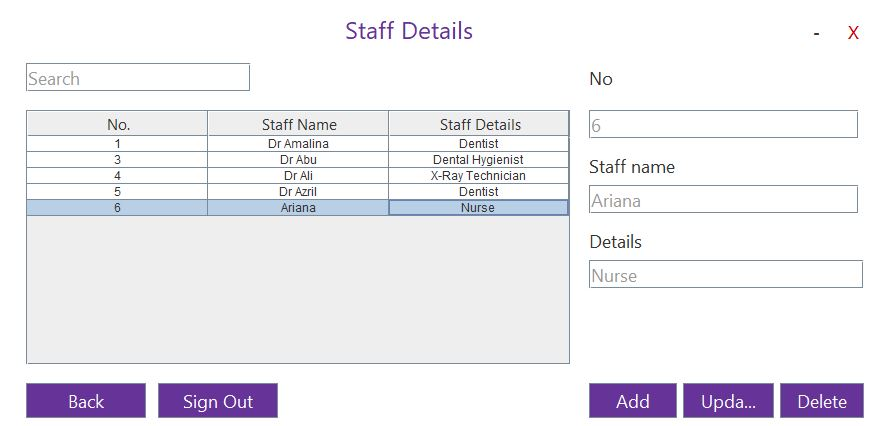 Staff Details
- X
Search
No
No. Staff Name Staff Details
1 Dr Amalina Dentist
3 Dr Abu Dental Hygienist
4 Dr Ali X-Ray Technician
5 Dr Azril Dentist
6 Ariana Nurse
6
Staff name
Ariana
Details
Nurse
Back Sign Out Add Upda... Delete